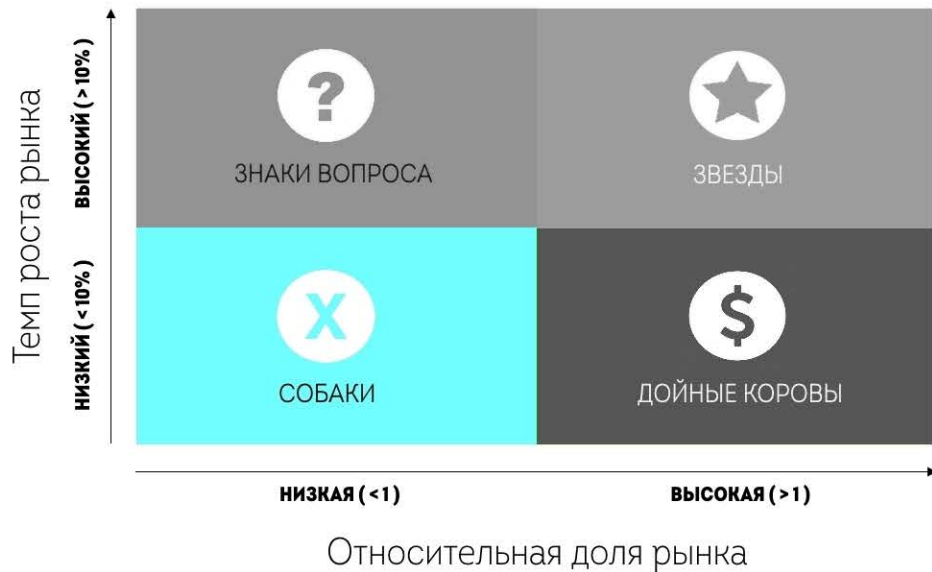 Темп роста рынка
ВЫСОКИЙ ( >10% )
НИЗКИЙ ( <10% )
?
ЗНАКИ ВОПРОСА
ЗВЕЗДЫ
X
СОБАКИ
$
ДОЙНЫЕ КОРОВЫ
НИЗКАЯ ( <1 )
ВЫСОКАЯ ( >1 )
Относительная доля рынка